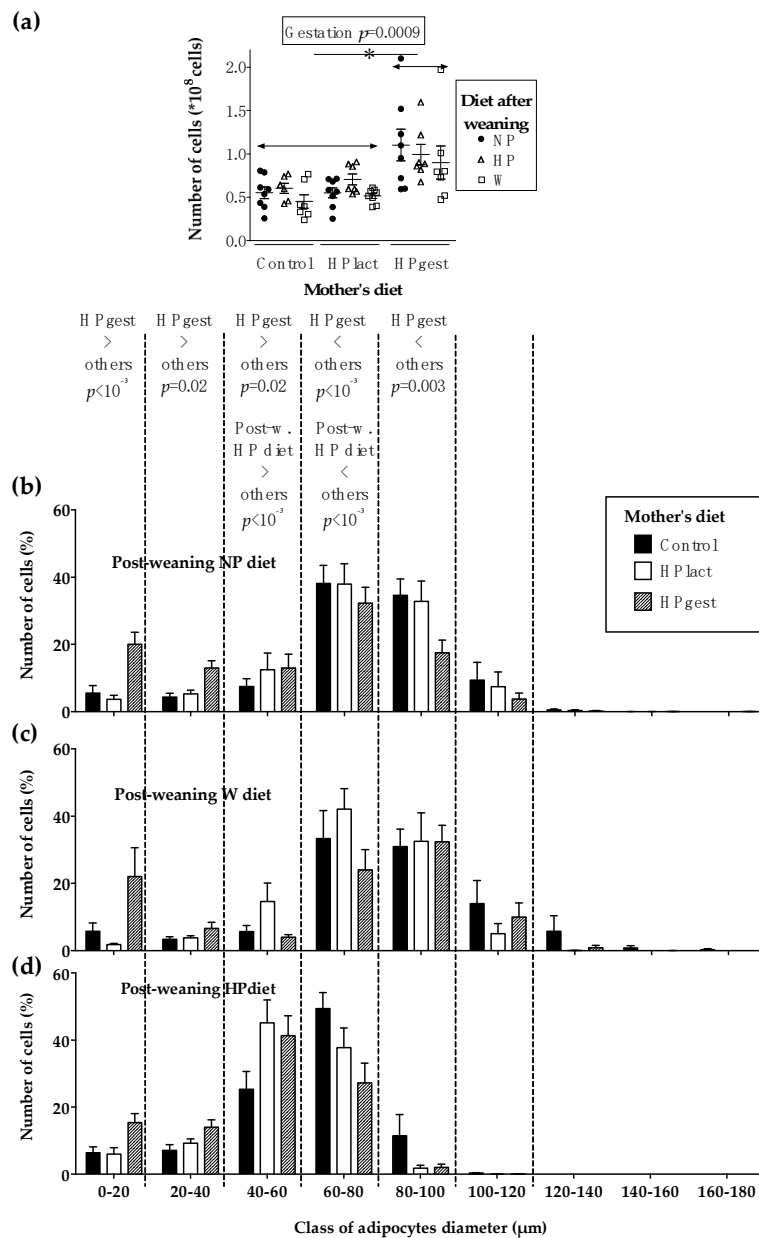 (a)
Gestation p=0.0009
*
2.0
1.5
1.0
0.5
0.0
Number of cells (*10⁸ cells)
Diet after
weaning
NP
HP
W
Control HPlact HPgest
Mother's diet
HPgest HPgest HPgest HPgest HPgest
> > > < <
others others others others others
p<10⁻³ p=0.02 p=0.02 p<10⁻³ p=0.003
Post-w. Post-w.
HP diet HP diet
> <
others others
p<10⁻³ p<10⁻³
(b)
Post-weaning NP diet
60
40
20
0
Number of cells (%)
Mother's diet
Control
HPlact
HPgest
(c)
Post-weaning W diet
60
40
20
0
Number of cells (%)
(d)
Post-weaning HPdiet
60
40
20
0
Number of cells (%)
0-20 20-40 40-60 60-80 80-100 100-120 120-140 140-160 160-180
Class of adipocytes diameter (µm)